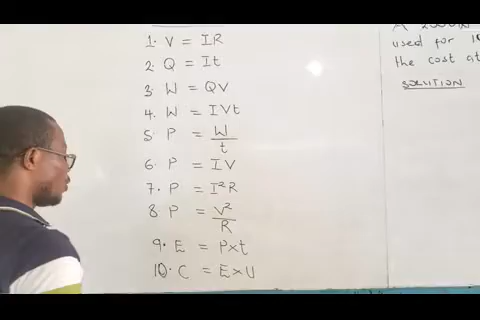 1. V = IR
2. Q = It
3. W = QV
4. W = IVt
5. P = W/t
6. P = IV
7. P = I²R
8. P = V²/R
9. E = P×t
10. C = E×U
A
used for
the cost at
SOLUTION